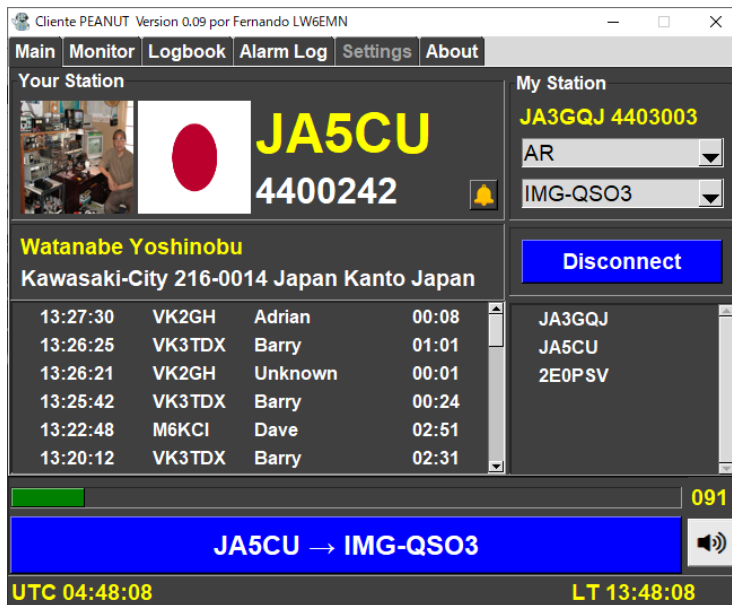 Cliente PEANUT Version 0.09 por Fernando LW6EMN
Main Monitor Logbook Alarm Log Settings About
Your Station
JA5CU
4400242
My Station
JA3GQJ 4403003
AR
IMG-QSO3
Watanabe Yoshinobu
Kawasaki-City 216-0014 Japan Kanto Japan
Disconnect
13:27:30 VK2GH Adrian 00:08
13:26:25 VK3TDX Barry 01:01
13:26:21 VK2GH Unknown 00:01
13:25:42 VK3TDX Barry 00:24
13:22:48 M6KCI Dave 02:51
13:20:12 VK3TDX Barry 02:31
JA3GQJ
JA5CU
2E0PSV
091
JA5CU → IMG-QSO3
UTC 04:48:08 LT 13:48:08